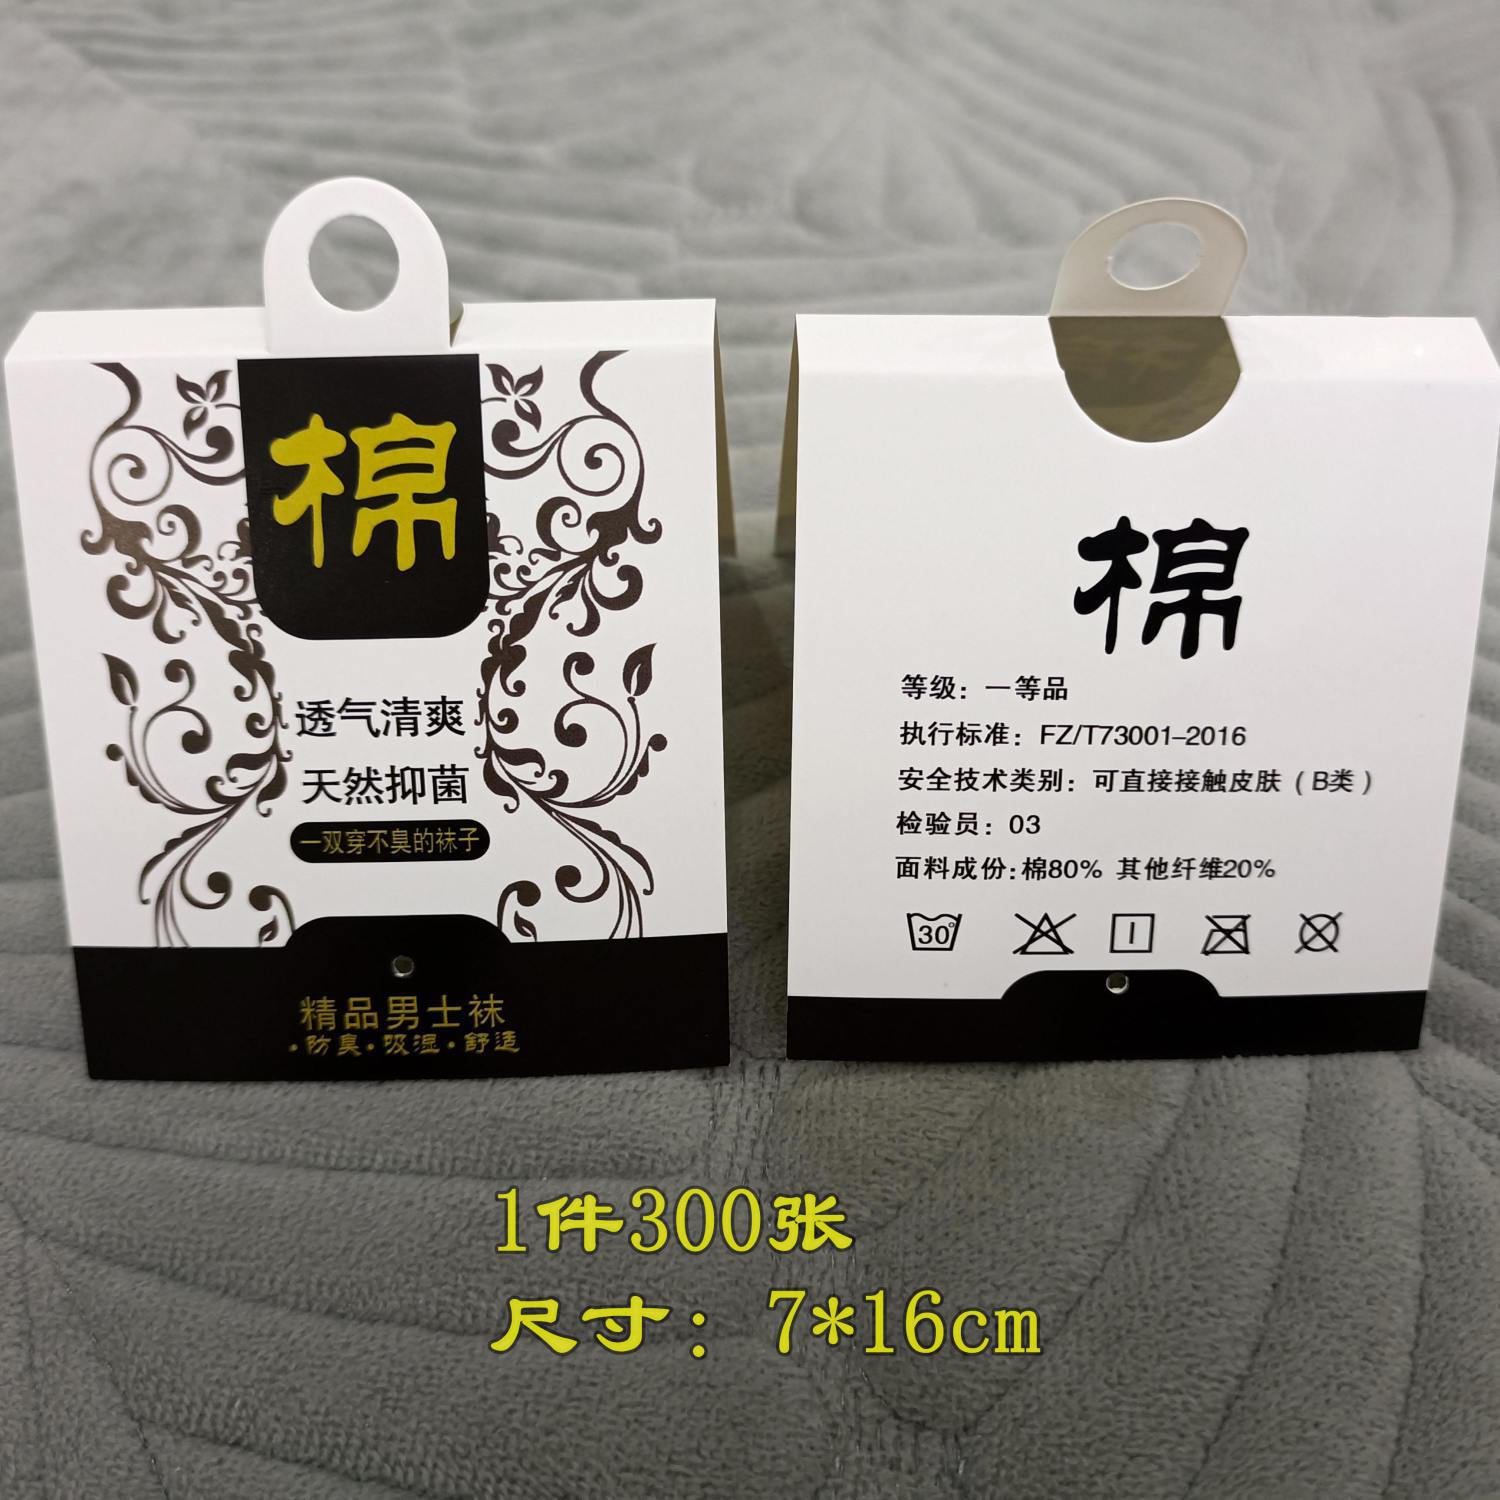 棉
透气清爽
天然抑菌
一双穿不臭的袜子
精品男士袜
·防臭·吸湿·舒适
棉
等级：一等品
执行标准：FZ/T73001-2016
安全技术类别：可直接接触皮肤（B类）
检验员：03
面料成份:棉80% 其他纤维20%
30°
1件300张
尺寸：7*16cm